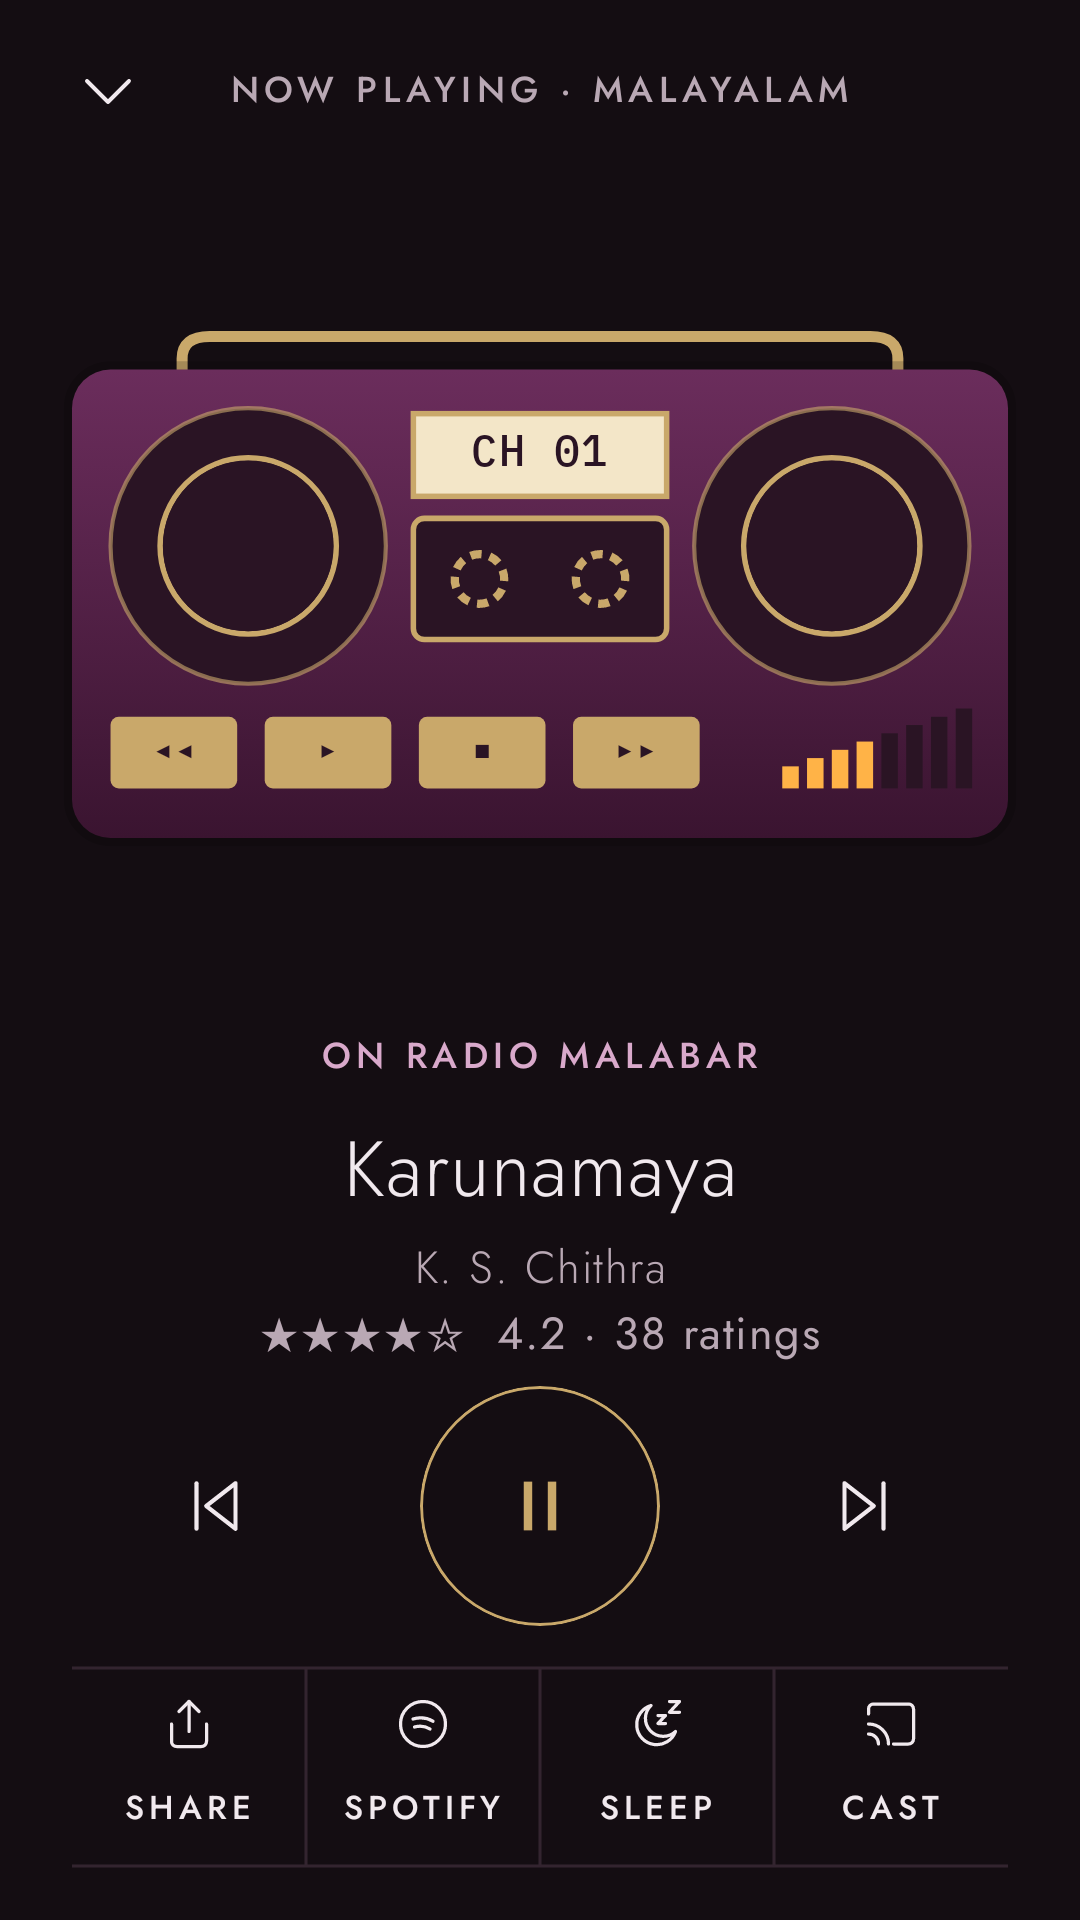 NOW PLAYING · MALAYALAM
CH 01
ON RADIO MALABAR
Karunamaya
K. S. Chithra
★★★★☆ 4.2 · 38 ratings
SHARE SPOTIFY SLEEP CAST